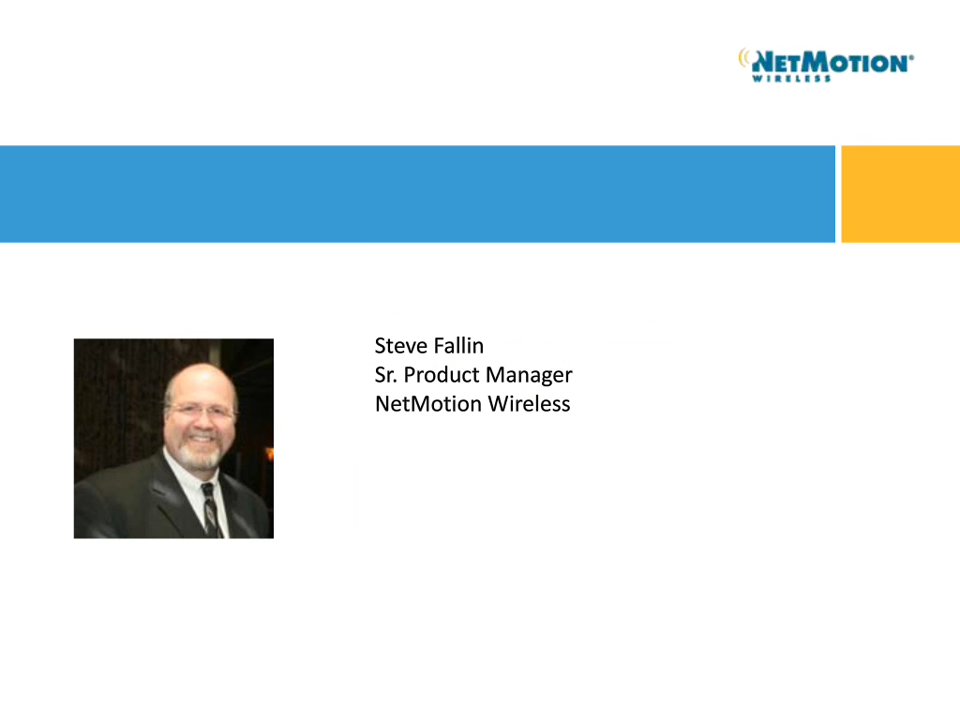 NETMOTION®
WIRELESS
Steve Fallin
Sr. Product Manager
NetMotion Wireless